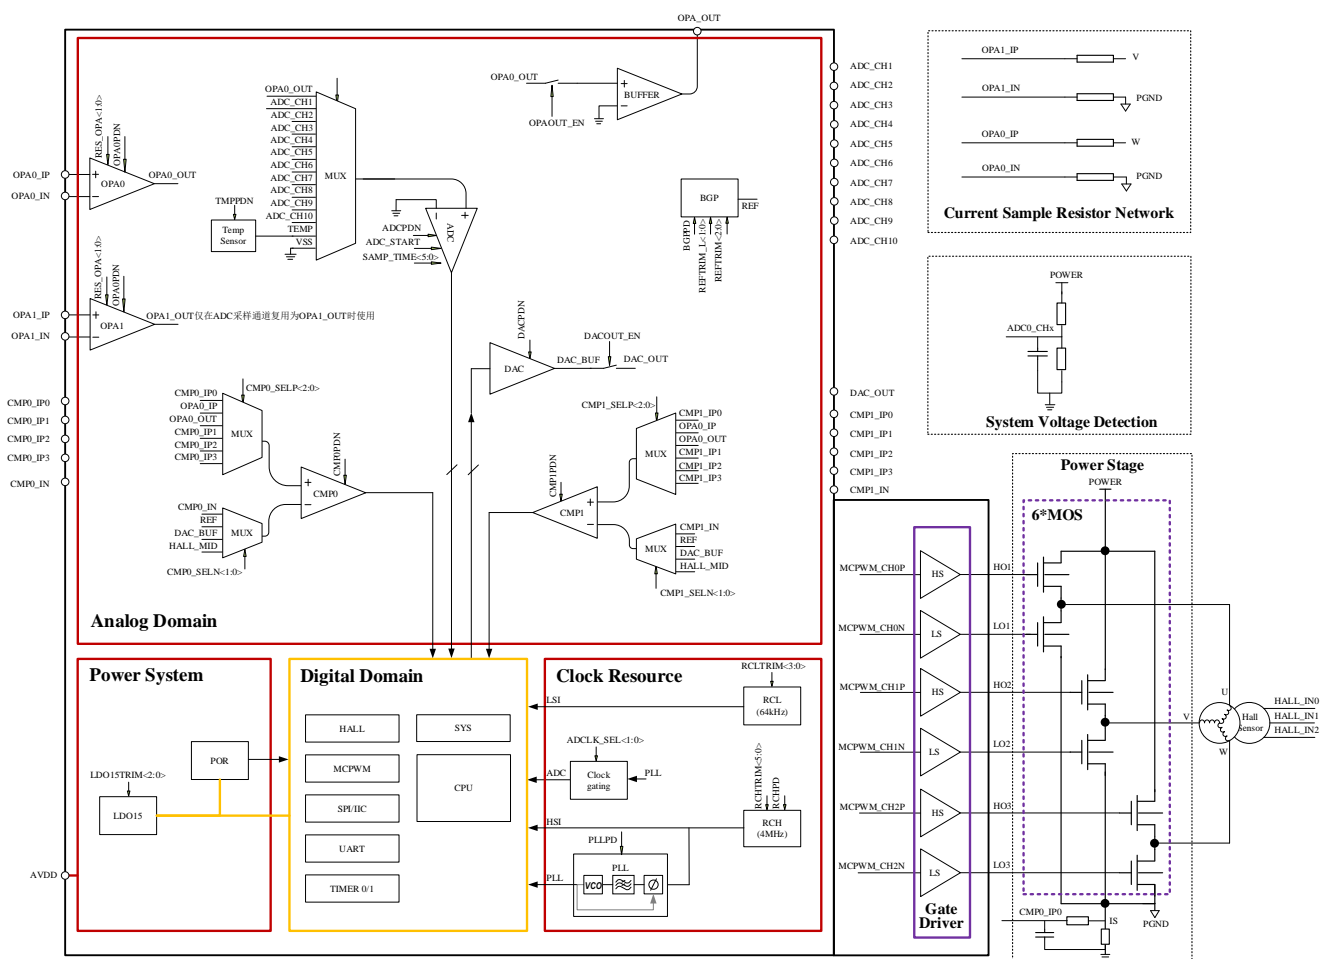 OPA_OUT
OPA0_OUT
BUFFER
OPAOUT_EN
RES_OPA<1:0>
OPA0PDN
OPA0_IP
OPA0_IN
OPA0
OPA0_OUT
OPA0_OUT
ADC_CH1
ADC_CH2
ADC_CH3
ADC_CH4
ADC_CH5
ADC_CH6
ADC_CH7
ADC_CH8
ADC_CH9
ADC_CH10
TEMP
VSS
MUX
TMPPDN
Temp
Sensor
ADC
ADCPDN
ADC_START
SAMP_TIME<5:0>
BGP
REF
BGPPD
REFTRIM_L<1:0>
REFTRIM<2:0>
RES_OPA<1:0>
OPA0PDN
OPA1_IP
OPA1_IN
OPA1
OPA1_OUT仅在ADC采样通道复用为OPA1_OUT时使用
DACPDN
DAC
DAC_BUF
DACOUT_EN
DAC_OUT
CMP0_IP0
CMP0_IP1
CMP0_IP2
CMP0_IP3
CMP0_IN
CMP0_SELP<2:0>
CMP0_IP0
OPA0_IP
OPA0_OUT
CMP0_IP1
CMP0_IP2
CMP0_IP3
MUX
CMP0PDN
CMP0
CMP0_IN
REF
DAC_BUF
HALL_MID
MUX
CMP0_SELN<1:0>
CMP1_SELP<2:0>
CMP1_IP0
OPA0_IP
OPA0_OUT
CMP1_IP1
CMP1_IP2
CMP1_IP3
MUX
CMP1PDN
CMP1
CMP1_IN
REF
DAC_BUF
HALL_MID
MUX
CMP1_SELN<1:0>
Analog Domain
ADC_CH1
ADC_CH2
ADC_CH3
ADC_CH4
ADC_CH5
ADC_CH6
ADC_CH7
ADC_CH8
ADC_CH9
ADC_CH10
DAC_OUT
CMP1_IP0
CMP1_IP1
CMP1_IP2
CMP1_IP3
CMP1_IN
OPA1_IP
V
OPA1_IN
PGND
OPA0_IP
W
OPA0_IN
PGND
Current Sample Resistor Network
POWER
ADC0_CHx
System Voltage Detection
Power System
POR
LDO15TRIM<2:0>
LDO15
AVDD
Digital Domain
HALL
SYS
MCPWM
CPU
SPI/IIC
UART
TIMER 0/1
Clock Resource
RCLTRIM<3:0>
LSI
RCL
(64kHz)
ADCLK_SEL<1:0>
ADC
Clock
gating
PLL
RCHTRIM<5:0>
RCHPD
HSI
RCH
(4MHz)
PLLPD
PLL
PLL
VCO
Ø
MCPWM_CH0P
HS
HO1
MCPWM_CH0N
LS
LO1
MCPWM_CH1P
HS
HO2
MCPWM_CH1N
LS
LO2
MCPWM_CH2P
HS
HO3
MCPWM_CH2N
LS
LO3
Gate
Driver
Power Stage
POWER
6*MOS
U
V
W
Hall
Sensor
HALL_IN0
HALL_IN1
HALL_IN2
CMP0_IP0
IS
PGND